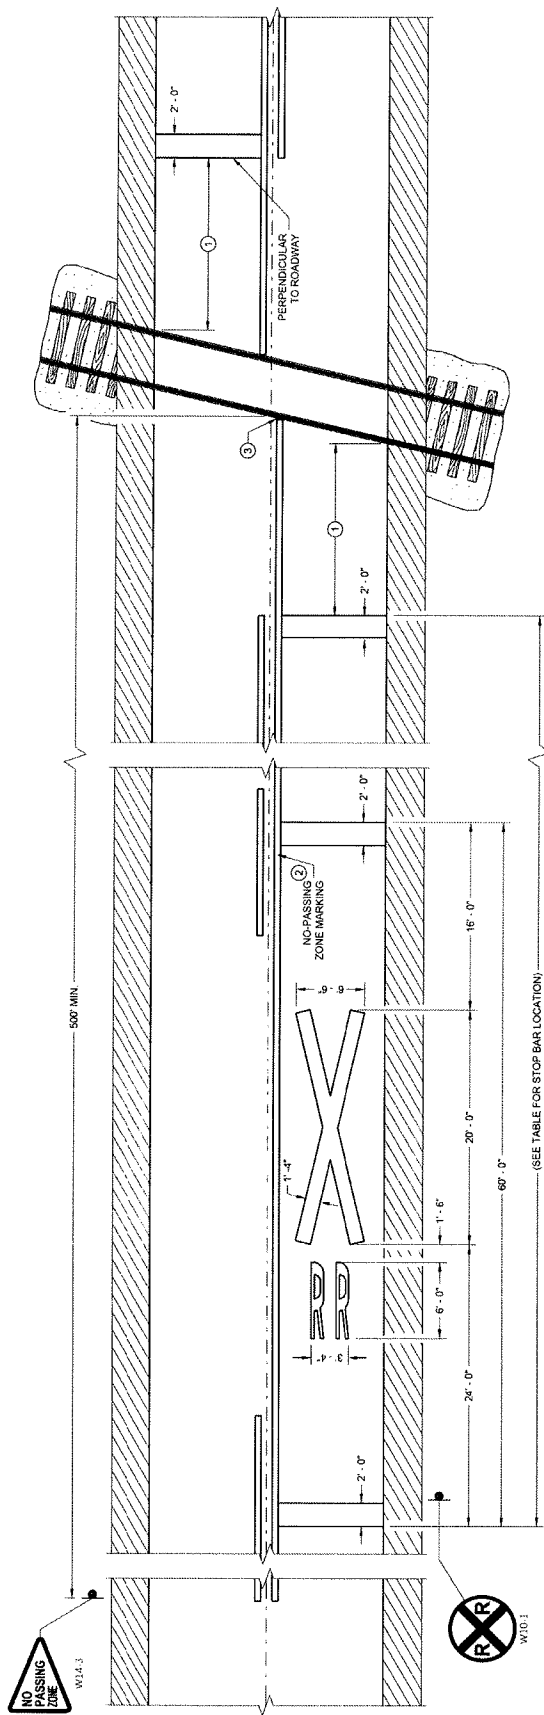 2' - 0"
1
PERPENDICULAR
TO ROADWAY
3
1
2' - 0"
500' MIN.
2' - 0"
2
NO-PASSING
ZONE MARKING
6' - 6"
16' - 0"
20' - 0"
1' - 4"
1' - 6"
RR
6' - 0"
3' - 4"
24' - 0"
60' - 0"
(SEE TABLE FOR STOP BAR LOCATION)
2' - 0"
NO
PASSING
ZONE
W14-3
R R
W10-1